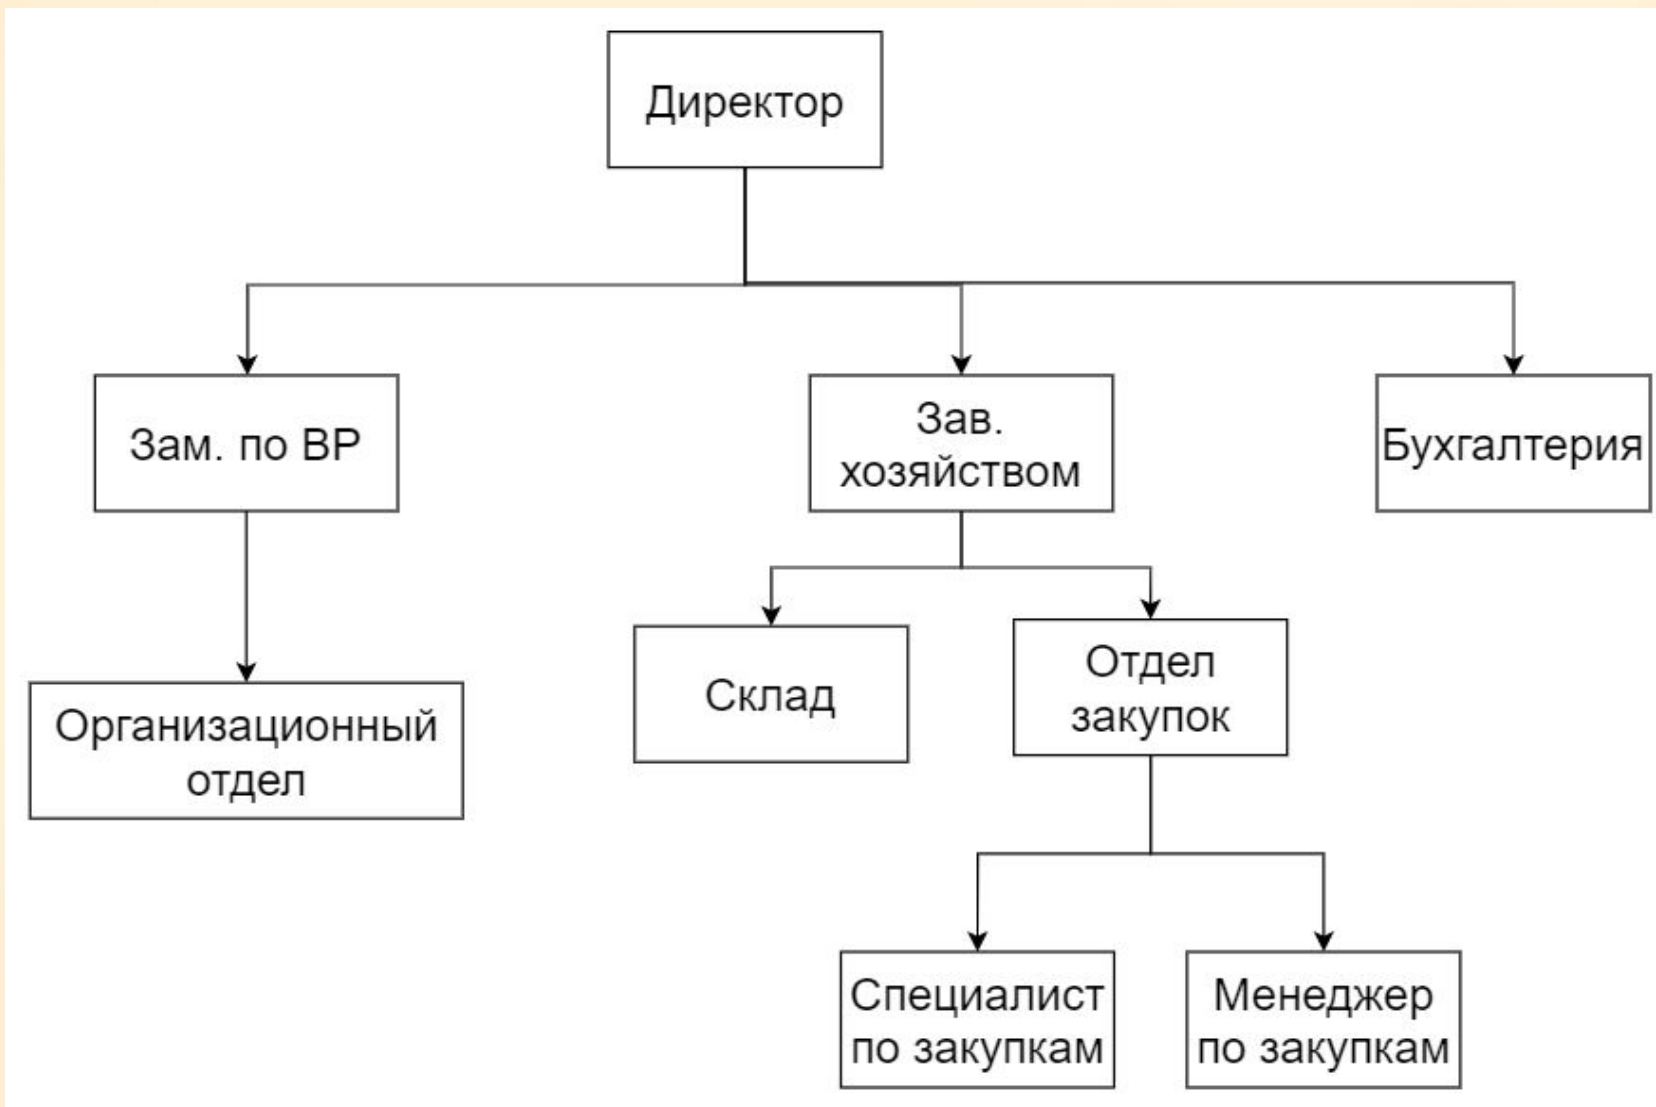 Директор
Зам. по ВР
Зав.
хозяйством
Бухгалтерия
Организационный
отдел
Склад
Отдел
закупок
Специалист
по закупкам
Менеджер
по закупкам